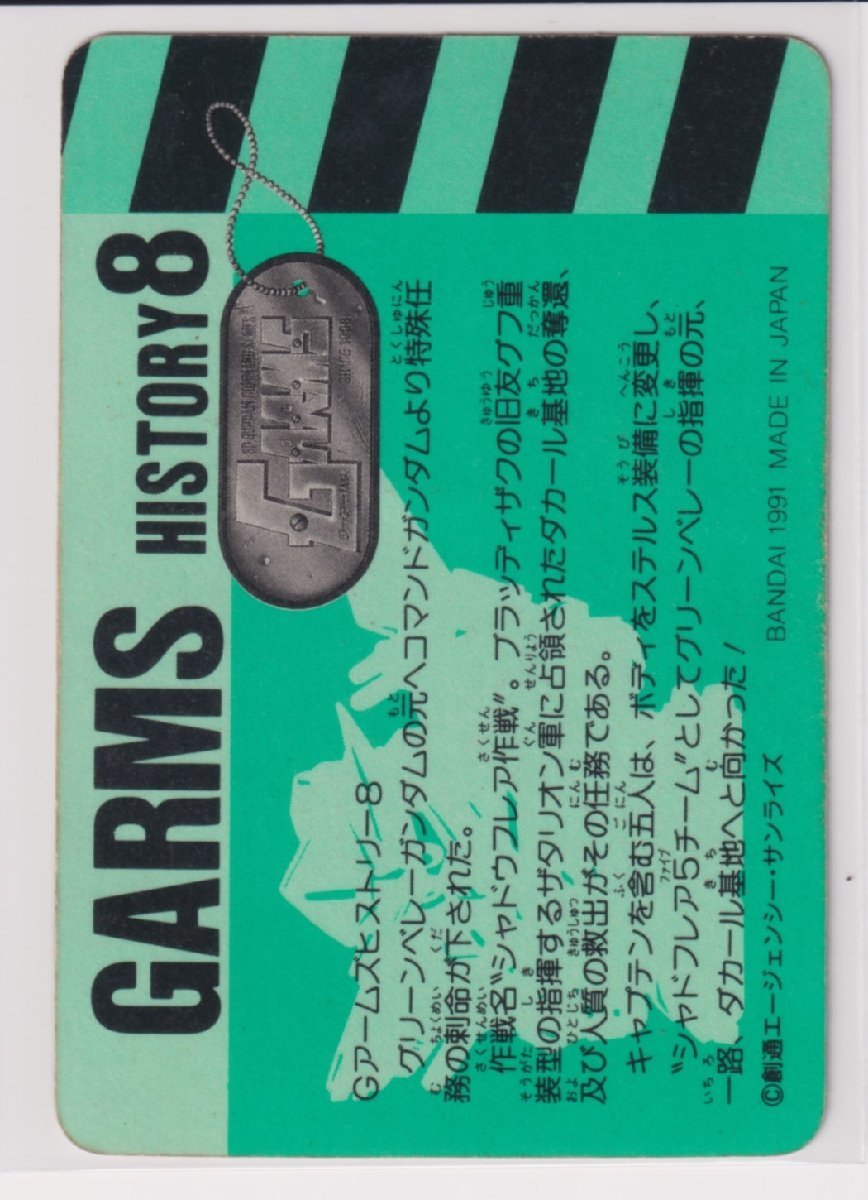 GARMS HISTORY 8
SD GUNDAM GUERRILLA & ARMS
GARMS
SINCE 1988
Gアームズヒストリー8
グリーンベレーガンダムの元へコマンドガンダムより特殊任
務の勅命が下された。
作戦名〝シャドウフレア作戦〟。ブラッディザクの旧友グフ重
装型の指揮するザタリオン軍に占領されたダカール基地の奪還、
及び人質の救出がその任務である。
キャプテンを含む五人は、ボディをステルス装備に変更し、
〝シャドフレア5チーム〟としてグリーンベレーの指揮の元、
一路、ダカール基地へと向かった!
©創通エージェンシー・サンライズ
BANDAI 1991 MADE IN JAPAN